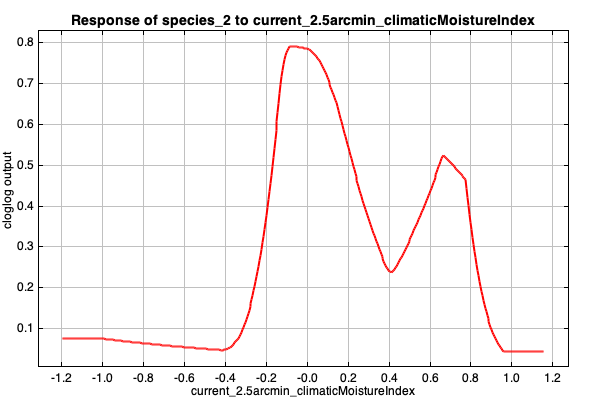 Response of species_2 to current_2.5arcmin_climaticMoistureIndex
cloglog output
0.8
0.7
0.6
0.5
0.4
0.3
0.2
0.1
-1.2 -1.0 -0.8 -0.6 -0.4 -0.2 -0.0 0.2 0.4 0.6 0.8 1.0 1.2
current_2.5arcmin_climaticMoistureIndex